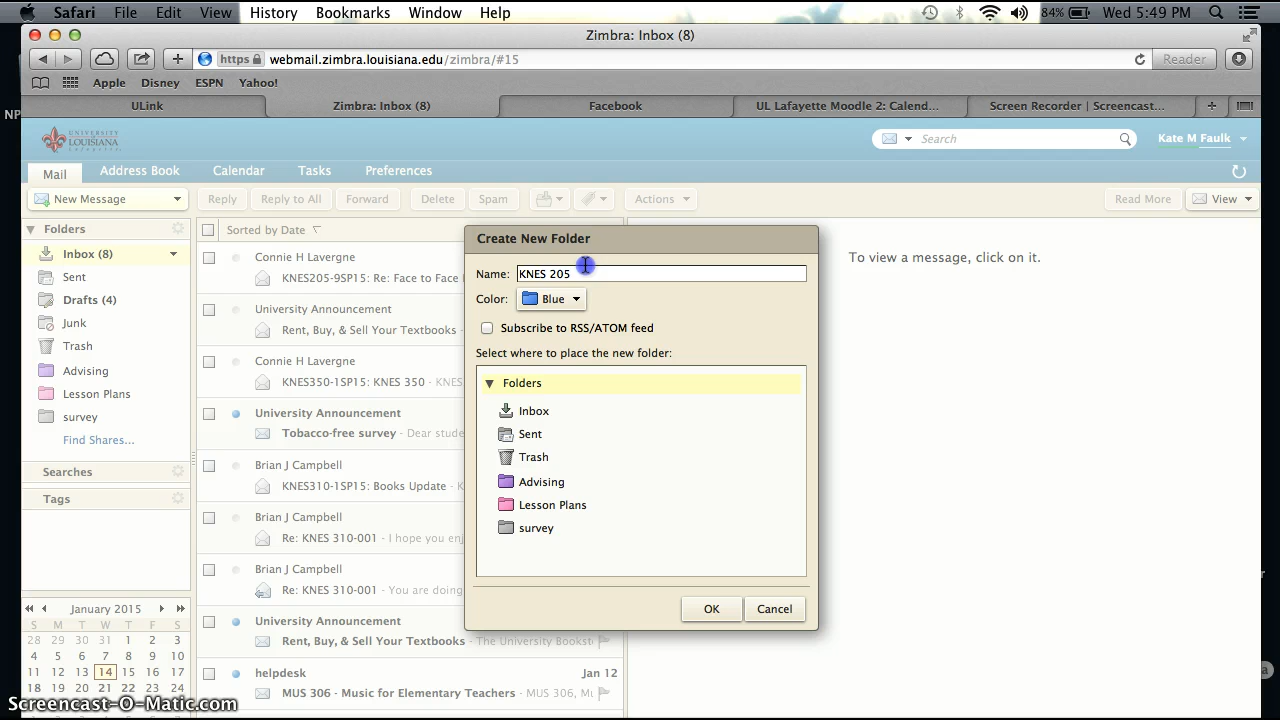 Safari File Edit View History Bookmarks Window Help 84% Wed 5:49 PM
Zimbra: Inbox (8)
https webmail.zimbra.louisiana.edu/zimbra/#15 Reader
Apple Disney ESPN Yahoo!
ULink Zimbra: Inbox (8) Facebook UL Lafayette Moodle 2: Calend... Screen Recorder | Screencast... +
NP
UNIVERSITY of LOUISIANA LAFAYETTE Search Kate M Faulk
Mail Address Book Calendar Tasks Preferences
New Message Reply Reply to All Forward Delete Spam Actions Read More View
Folders
Inbox (8)
Sent
Drafts (4)
Junk
Trash
Advising
Lesson Plans
survey
Find Shares...
Searches
Tags
January 2015
S M T W T F S
28 29 30 31 1 2 3
4 5 6 7 8 9 10
11 12 13 14 15 16 17
18 19 20 21 22 23 24
Sorted by Date
Connie H Lavergne
KNES205-9SP15: Re: Face to Face
University Announcement
Rent, Buy, & Sell Your Textbooks -
Connie H Lavergne
KNES350-1SP15: KNES 350 - KNES
University Announcement
Tobacco-free survey - Dear stude
Brian J Campbell
KNES310-1SP15: Books Update -
Brian J Campbell
Re: KNES 310-001 - I hope you enj
Brian J Campbell
Re: KNES 310-001 - You are doing
University Announcement
Rent, Buy, & Sell Your Textbooks - The University Bookst
helpdesk Jan 12
MUS 306 - Music for Elementary Teachers - MUS 306, Mu
Create New Folder
Name: KNES 205
Color: Blue
Subscribe to RSS/ATOM feed
Select where to place the new folder:
Folders
Inbox
Sent
Trash
Advising
Lesson Plans
survey
OK Cancel
To view a message, click on it.
Screencast-O-Matic.com